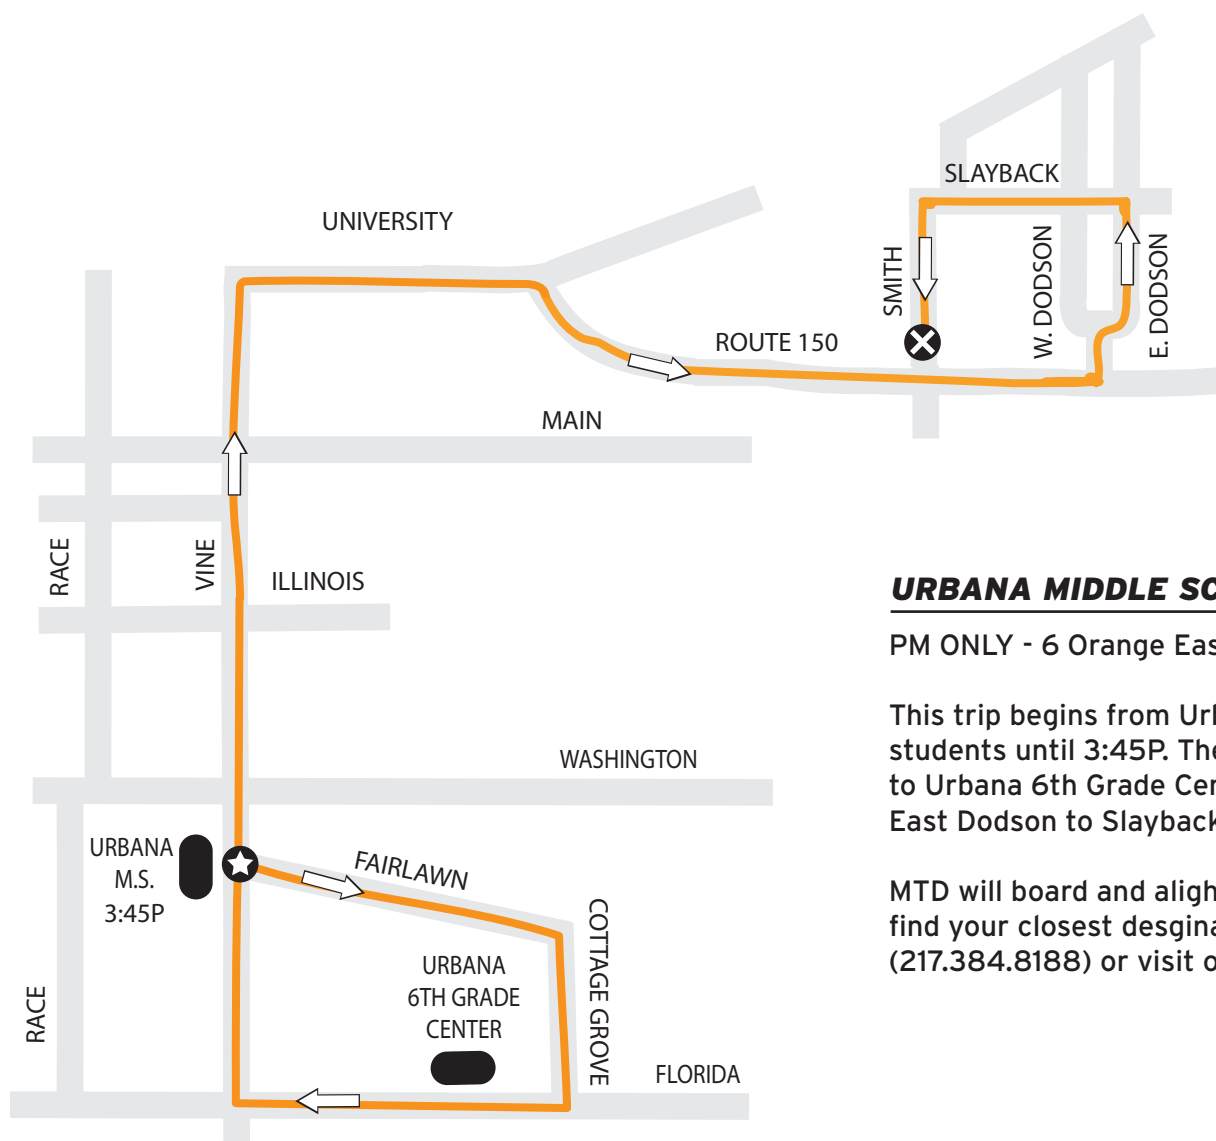 SLAYBACK
UNIVERSITY
SMITH
W. DODSON
E. DODSON
ROUTE 150
MAIN
RACE
VINE
ILLINOIS
WASHINGTON
URBANA
M.S.
3:45P
FAIRLAWN
COTTAGE GROVE
URBANA
6TH GRADE
CENTER
RACE
FLORIDA
URBANA MIDDLE SC
PM ONLY - 6 Orange Eas
This trip begins from Url
students until 3:45P. The
to Urbana 6th Grade Cer
East Dodson to Slayback
MTD will board and aligh
find your closest desgina
(217.384.8188) or visit o